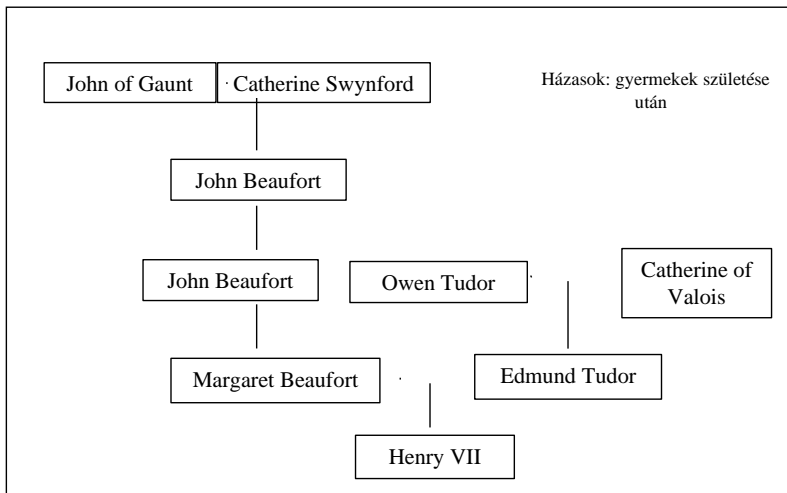 John of Gaunt
Catherine Swynford
Házasok: gyermekek születése
után
John Beaufort
John Beaufort
Owen Tudor
Catherine of
Valois
Margaret Beaufort
Edmund Tudor
Henry VII